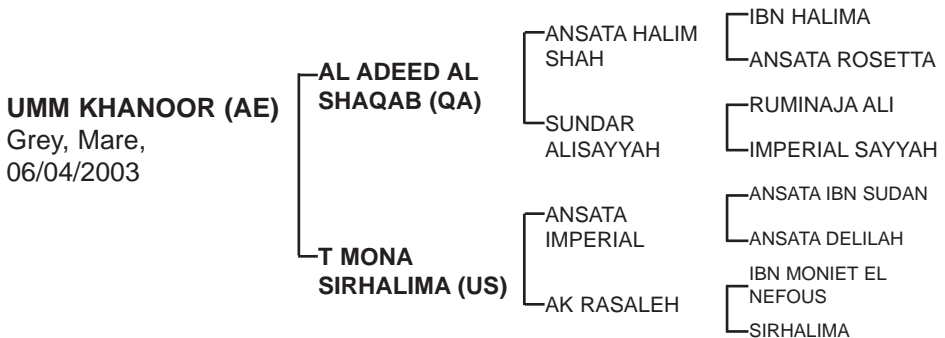 UMM KHANOOR (AE)
Grey, Mare,
06/04/2003
AL ADEED AL
SHAQAB (QA)
T MONA
SIRHALIMA (US)
ANSATA HALIM
SHAH
SUNDAR
ALISAYYAH
ANSATA
IMPERIAL
AK RASALEH
IBN HALIMA
ANSATA ROSETTA
RUMINAJA ALI
IMPERIAL SAYYAH
ANSATA IBN SUDAN
ANSATA DELILAH
IBN MONIET EL
NEFOUS
SIRHALIMA